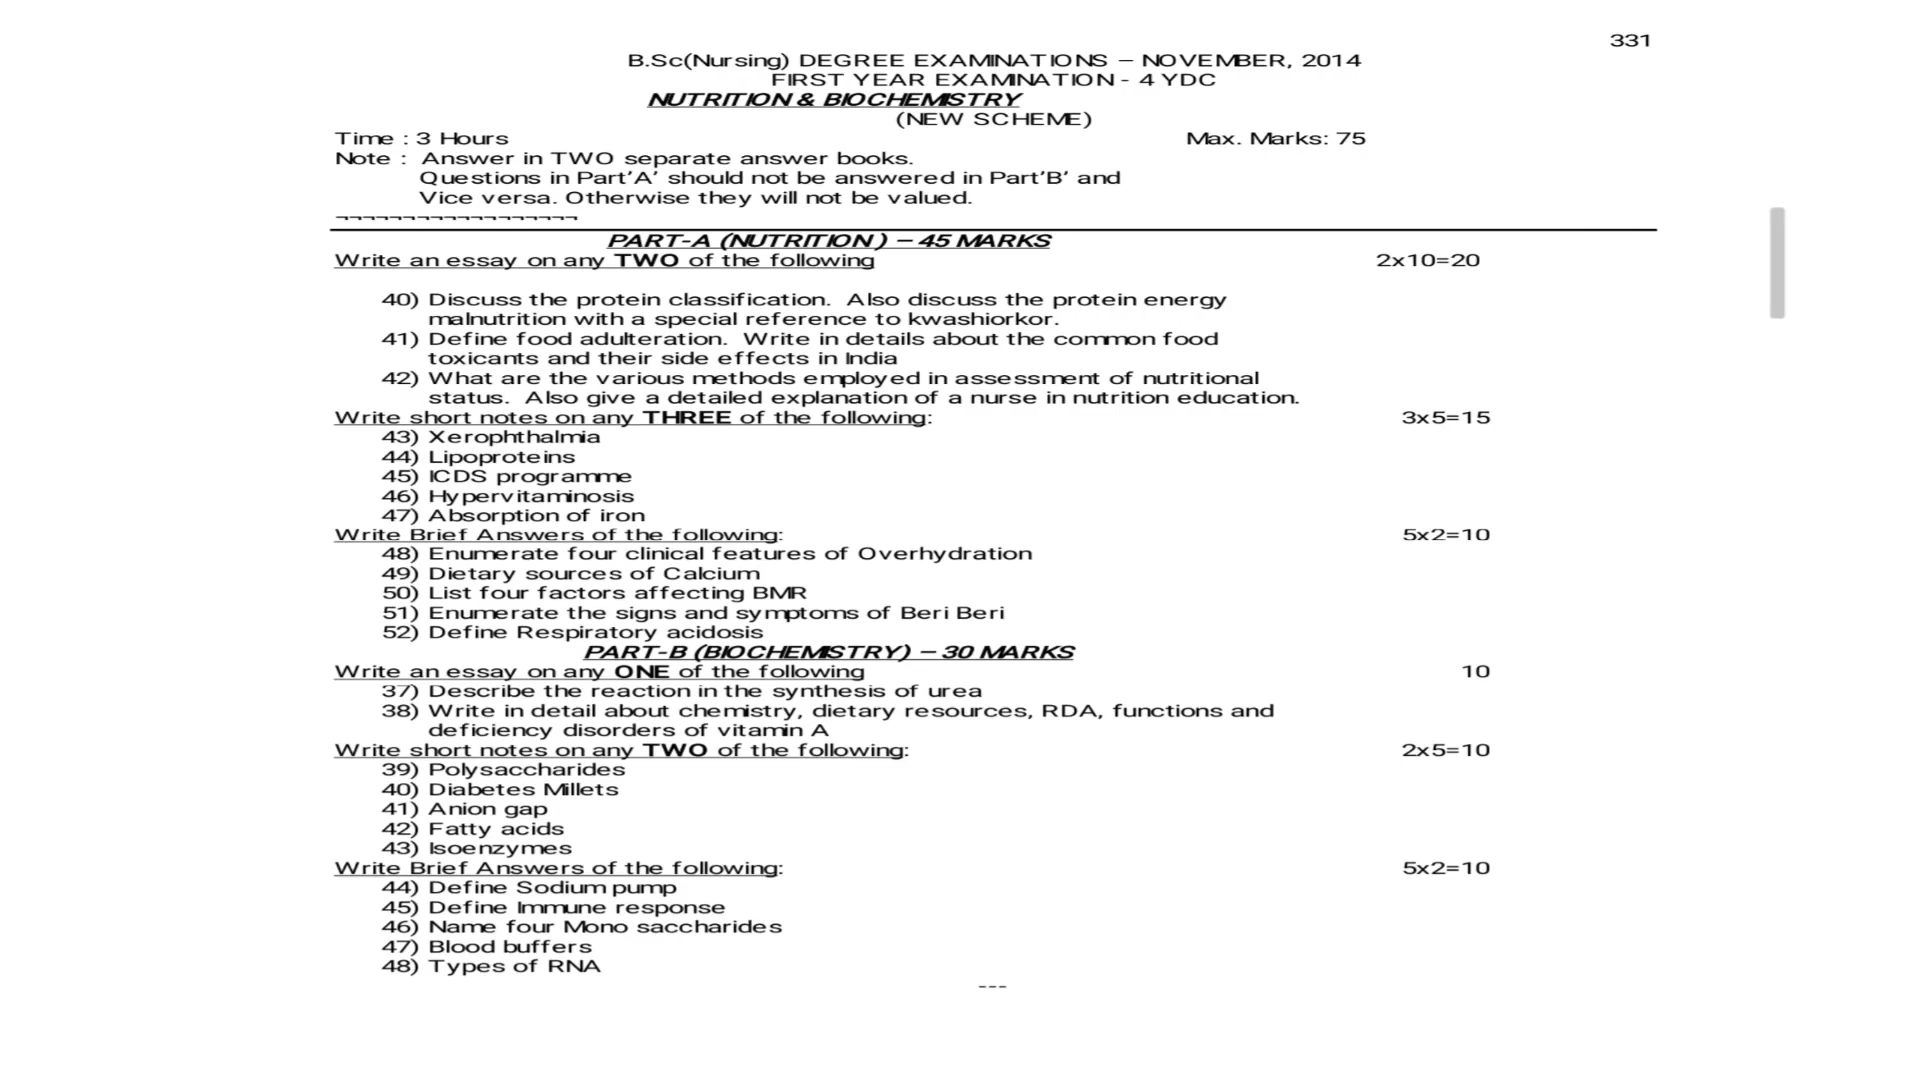 331
B.Sc(Nursing) DEGREE EXAMINATIONS – NOVEMBER, 2014
FIRST YEAR EXAMINATION - 4 YDC
NUTRITION & BIOCHEMISTRY
(NEW SCHEME)
Time : 3 Hours Max. Marks: 75
Note : Answer in TWO separate answer books.
Questions in Part’A’ should not be answered in Part’B’ and
Vice versa. Otherwise they will not be valued.
¬¬¬¬¬¬¬¬¬¬¬¬¬¬¬¬¬¬
PART-A (NUTRITION ) – 45 MARKS
Write an essay on any TWO of the following 2x10=20
40) Discuss the protein classification. Also discuss the protein energy
malnutrition with a special reference to kwashiorkor.
41) Define food adulteration. Write in details about the common food
toxicants and their side effects in India
42) What are the various methods employed in assessment of nutritional
status. Also give a detailed explanation of a nurse in nutrition education.
Write short notes on any THREE of the following: 3x5=15
43) Xerophthalmia
44) Lipoproteins
45) ICDS programme
46) Hypervitaminosis
47) Absorption of iron
Write Brief Answers of the following: 5x2=10
48) Enumerate four clinical features of Overhydration
49) Dietary sources of Calcium
50) List four factors affecting BMR
51) Enumerate the signs and symptoms of Beri Beri
52) Define Respiratory acidosis
PART-B (BIOCHEMISTRY) – 30 MARKS
Write an essay on any ONE of the following 10
37) Describe the reaction in the synthesis of urea
38) Write in detail about chemistry, dietary resources, RDA, functions and
deficiency disorders of vitamin A
Write short notes on any TWO of the following: 2x5=10
39) Polysaccharides
40) Diabetes Millets
41) Anion gap
42) Fatty acids
43) Isoenzymes
Write Brief Answers of the following: 5x2=10
44) Define Sodium pump
45) Define Immune response
46) Name four Mono saccharides
47) Blood buffers
48) Types of RNA
---